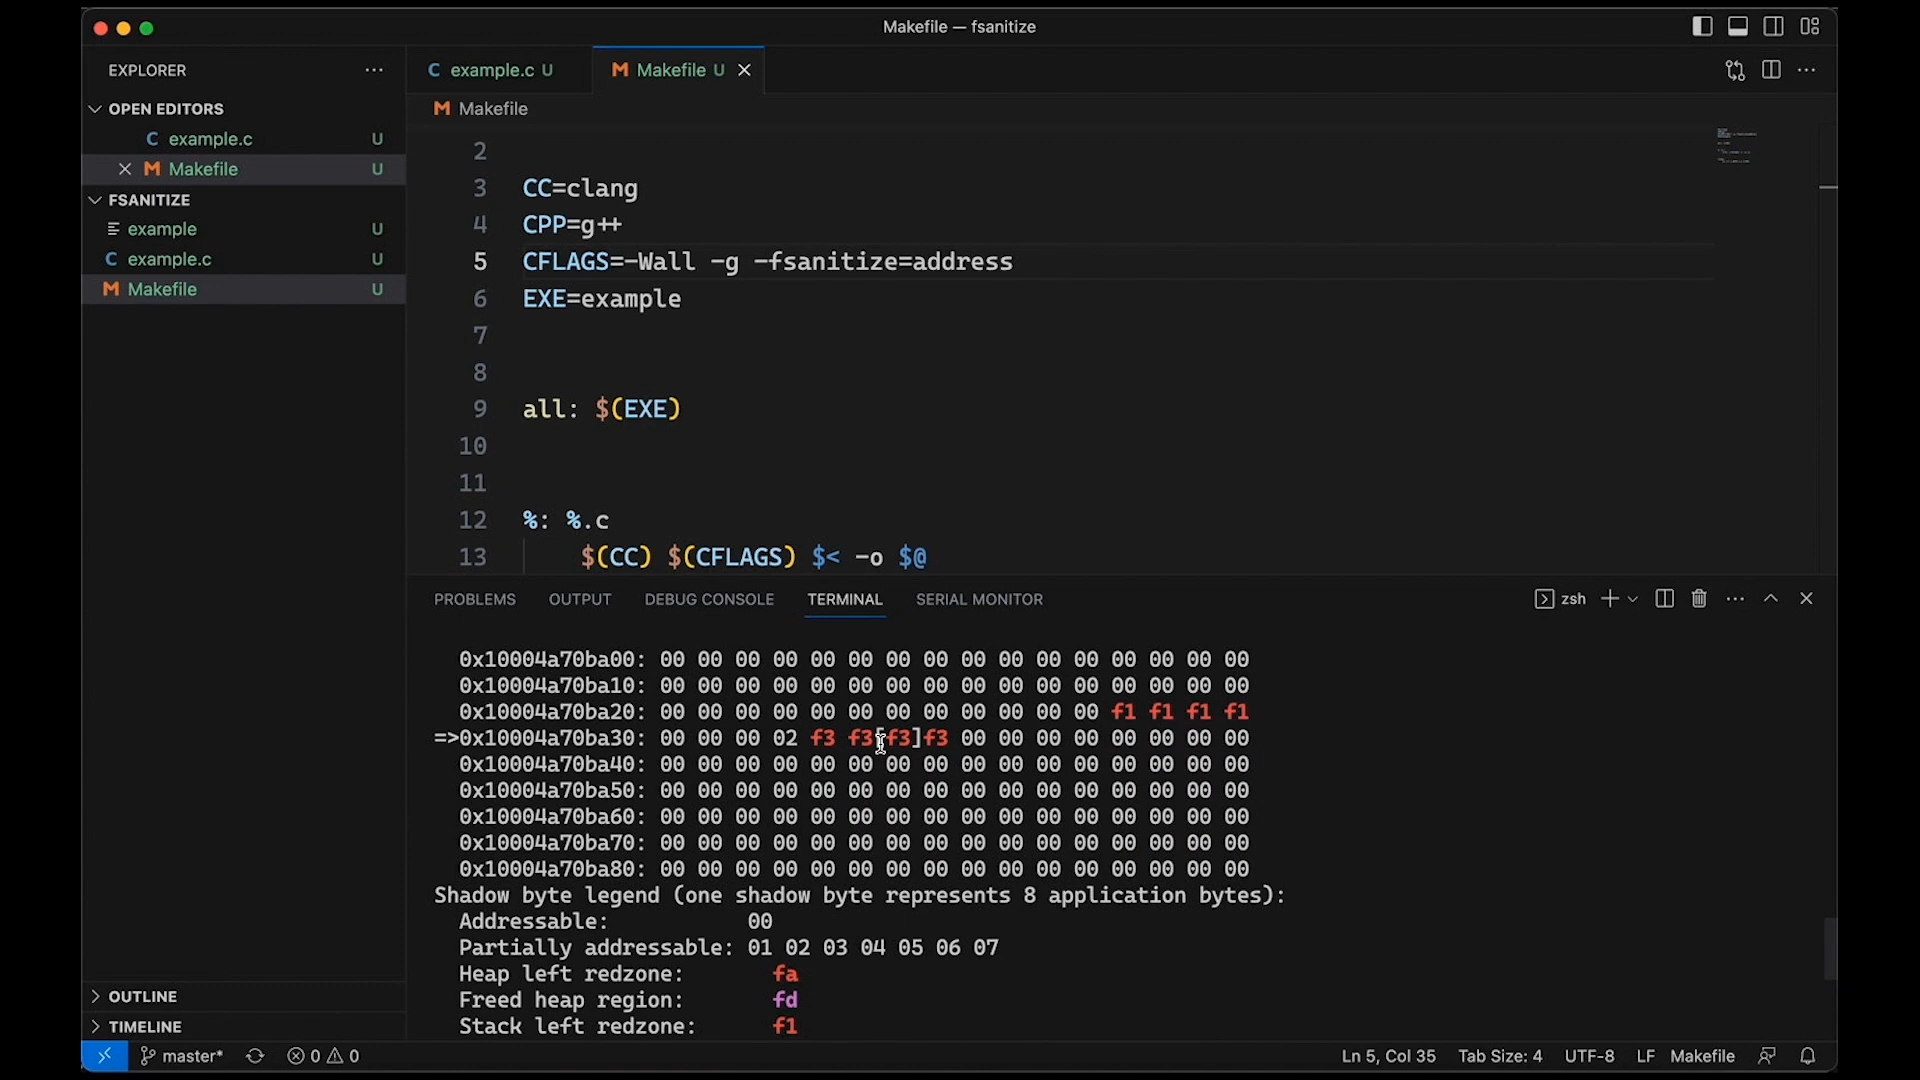 Makefile — fsanitize
EXPLORER
OPEN EDITORS
C example.c U
M Makefile U
FSANITIZE
example U
C example.c U
M Makefile U
OUTLINE
TIMELINE
C example.c U
M Makefile U
M Makefile
2
3 CC=clang
4 CPP=g++
5 CFLAGS=-Wall -g -fsanitize=address
6 EXE=example
7
8
9 all: $(EXE)
10
11
12 %: %.c
13 $(CC) $(CFLAGS) $< -o $@
PROBLEMS OUTPUT DEBUG CONSOLE TERMINAL SERIAL MONITOR zsh
0x10004a70ba00: 00 00 00 00 00 00 00 00 00 00 00 00 00 00 00 00
0x10004a70ba10: 00 00 00 00 00 00 00 00 00 00 00 00 00 00 00 00
0x10004a70ba20: 00 00 00 00 00 00 00 00 00 00 00 00 f1 f1 f1 f1
=>0x10004a70ba30: 00 00 00 02 f3 f3[f3]f3 00 00 00 00 00 00 00 00
0x10004a70ba40: 00 00 00 00 00 00 00 00 00 00 00 00 00 00 00 00
0x10004a70ba50: 00 00 00 00 00 00 00 00 00 00 00 00 00 00 00 00
0x10004a70ba60: 00 00 00 00 00 00 00 00 00 00 00 00 00 00 00 00
0x10004a70ba70: 00 00 00 00 00 00 00 00 00 00 00 00 00 00 00 00
0x10004a70ba80: 00 00 00 00 00 00 00 00 00 00 00 00 00 00 00 00
Shadow byte legend (one shadow byte represents 8 application bytes):
Addressable: 00
Partially addressable: 01 02 03 04 05 06 07
Heap left redzone: fa
Freed heap region: fd
Stack left redzone: f1
master* 0 0 Ln 5, Col 35 Tab Size: 4 UTF-8 LF Makefile